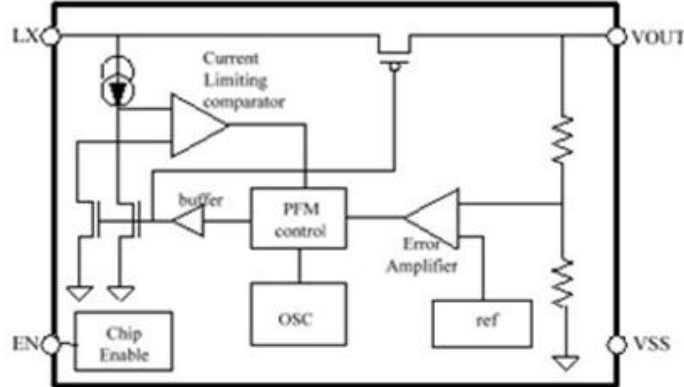 LX
VOUT
Current
Limiting
comparator
buffer
PFM
control
Error
Amplifier
OSC
ref
EN
Chip
Enable
VSS